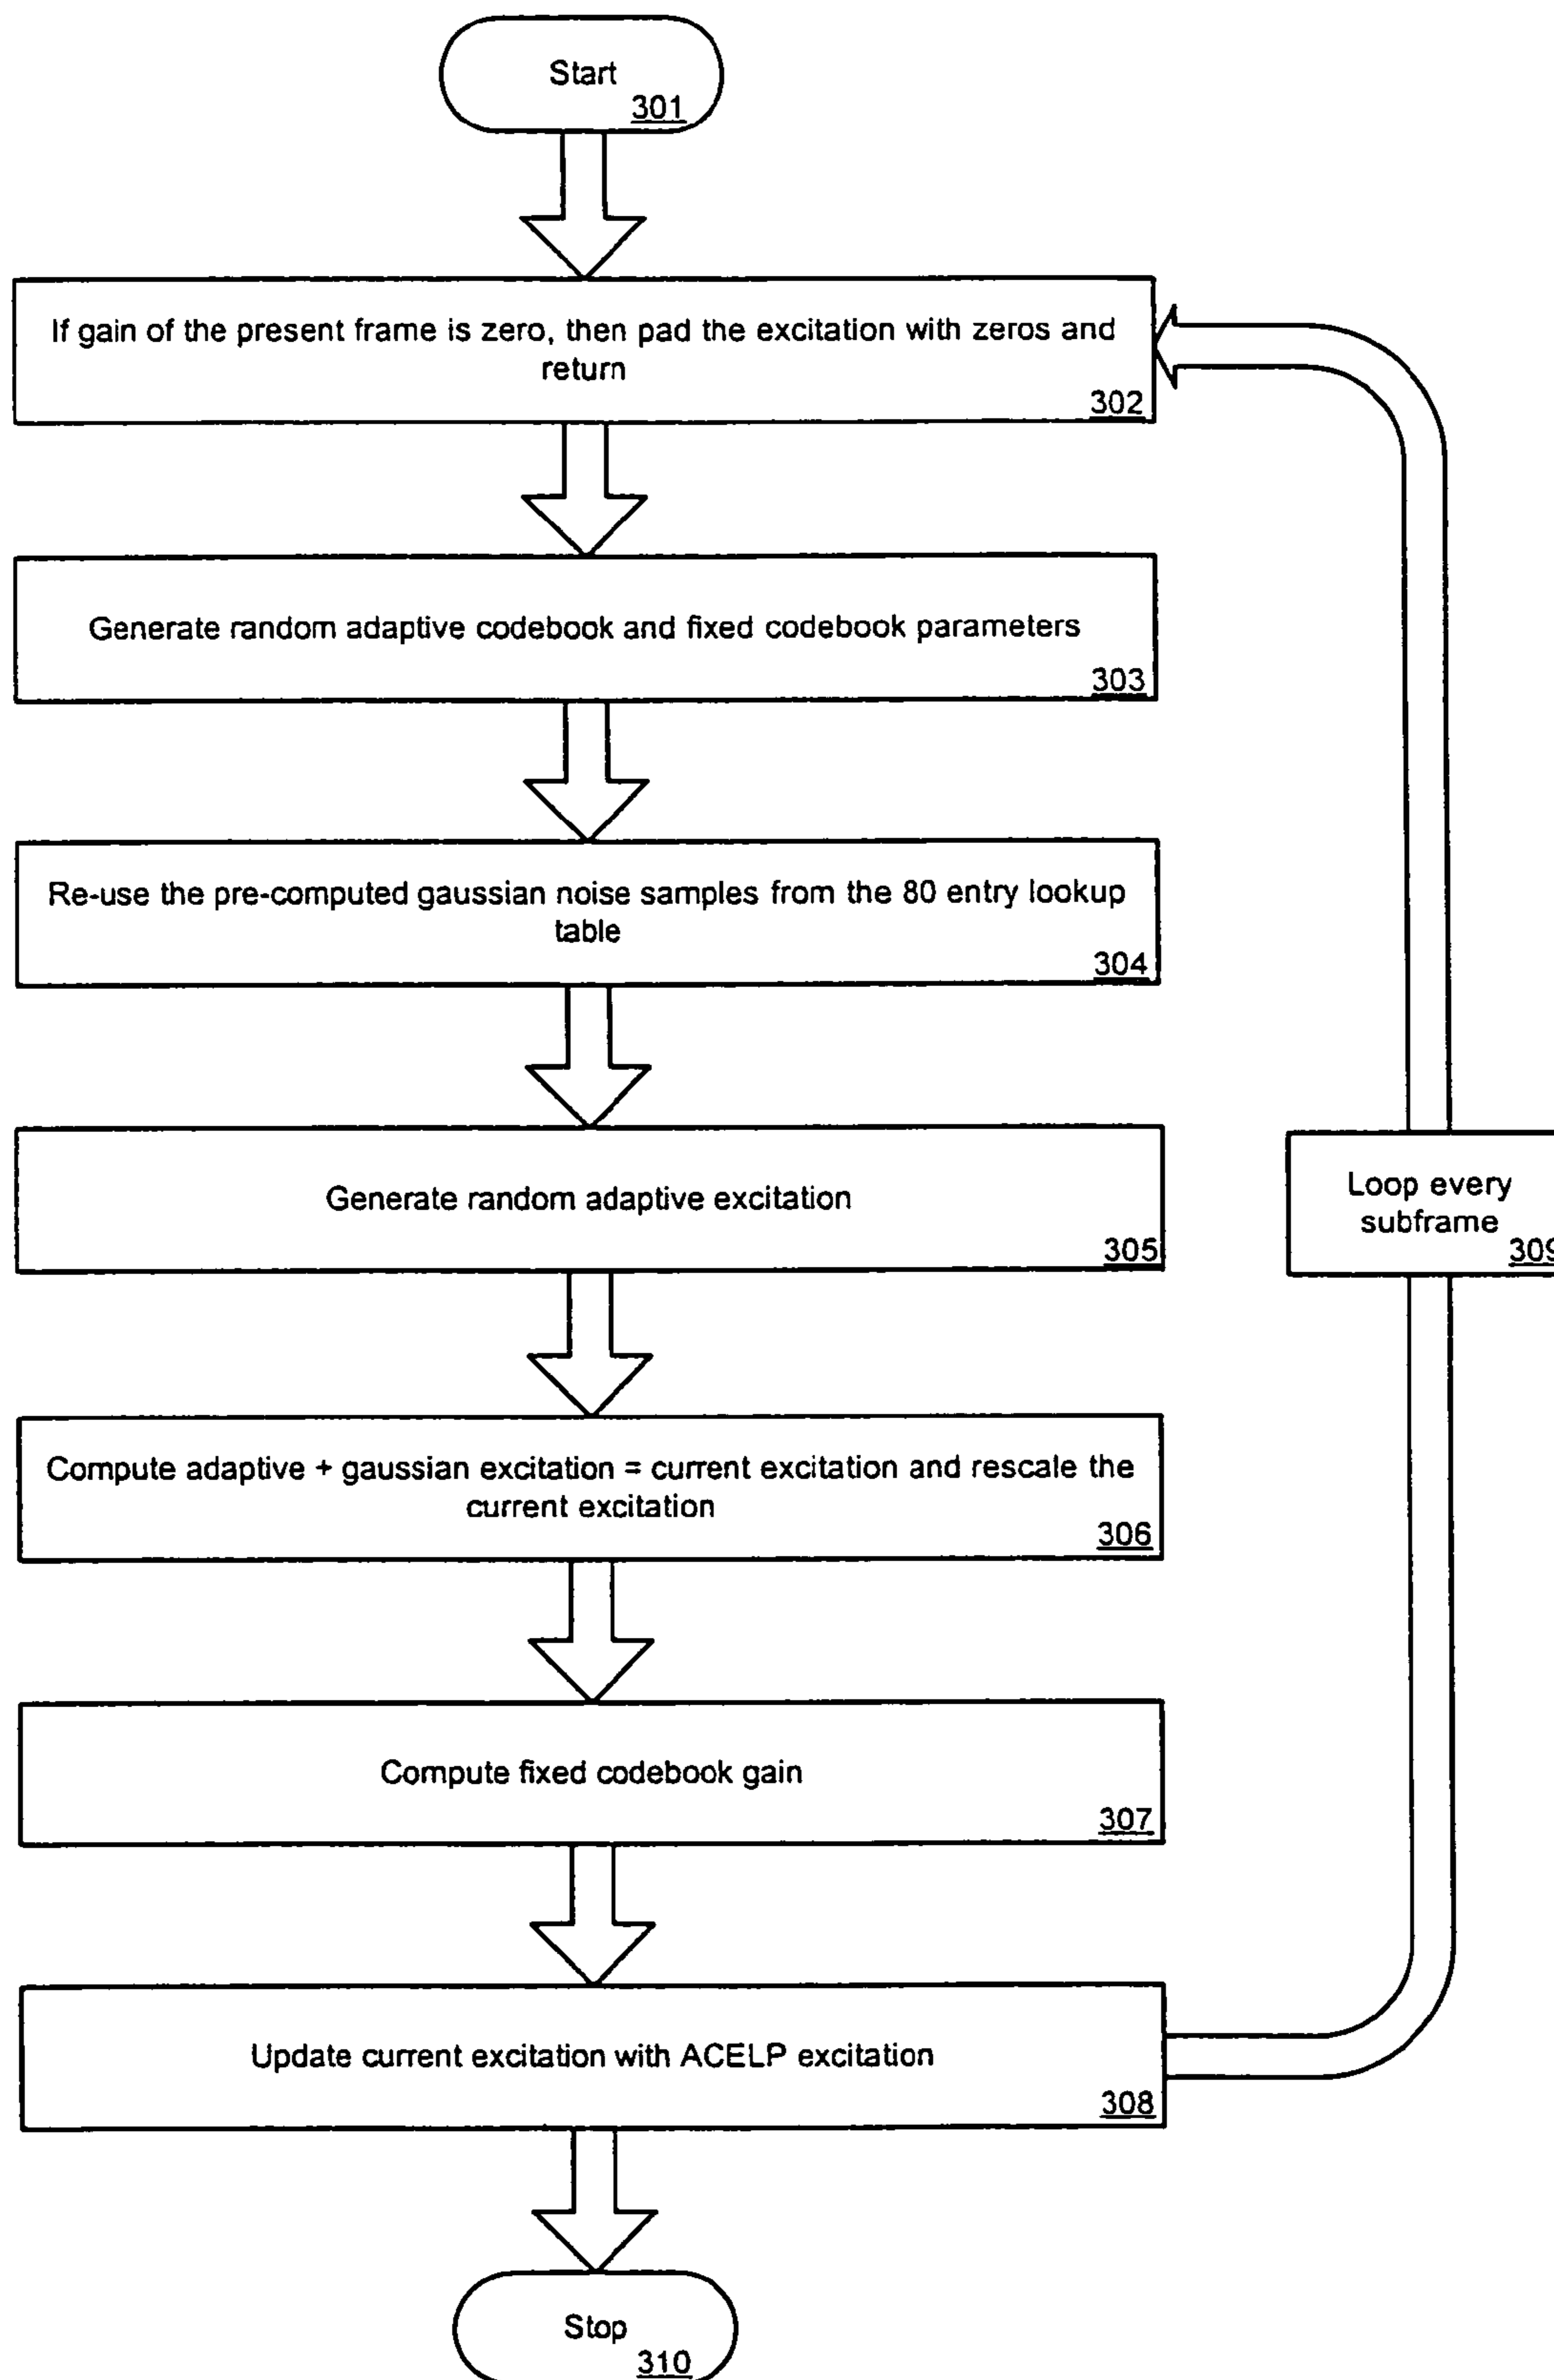 Start
301
If gain of the present frame is zero, then pad the excitation with zeros and
return
302
Generate random adaptive codebook and fixed codebook parameters
303
Re-use the pre-computed gaussian noise samples from the 80 entry lookup
table
304
Generate random adaptive excitation
305
Loop every
subframe
309
Compute adaptive + gaussian excitation = current excitation and rescale the
current excitation
306
Compute fixed codebook gain
307
Update current excitation with ACELP excitation
308
Stop
310